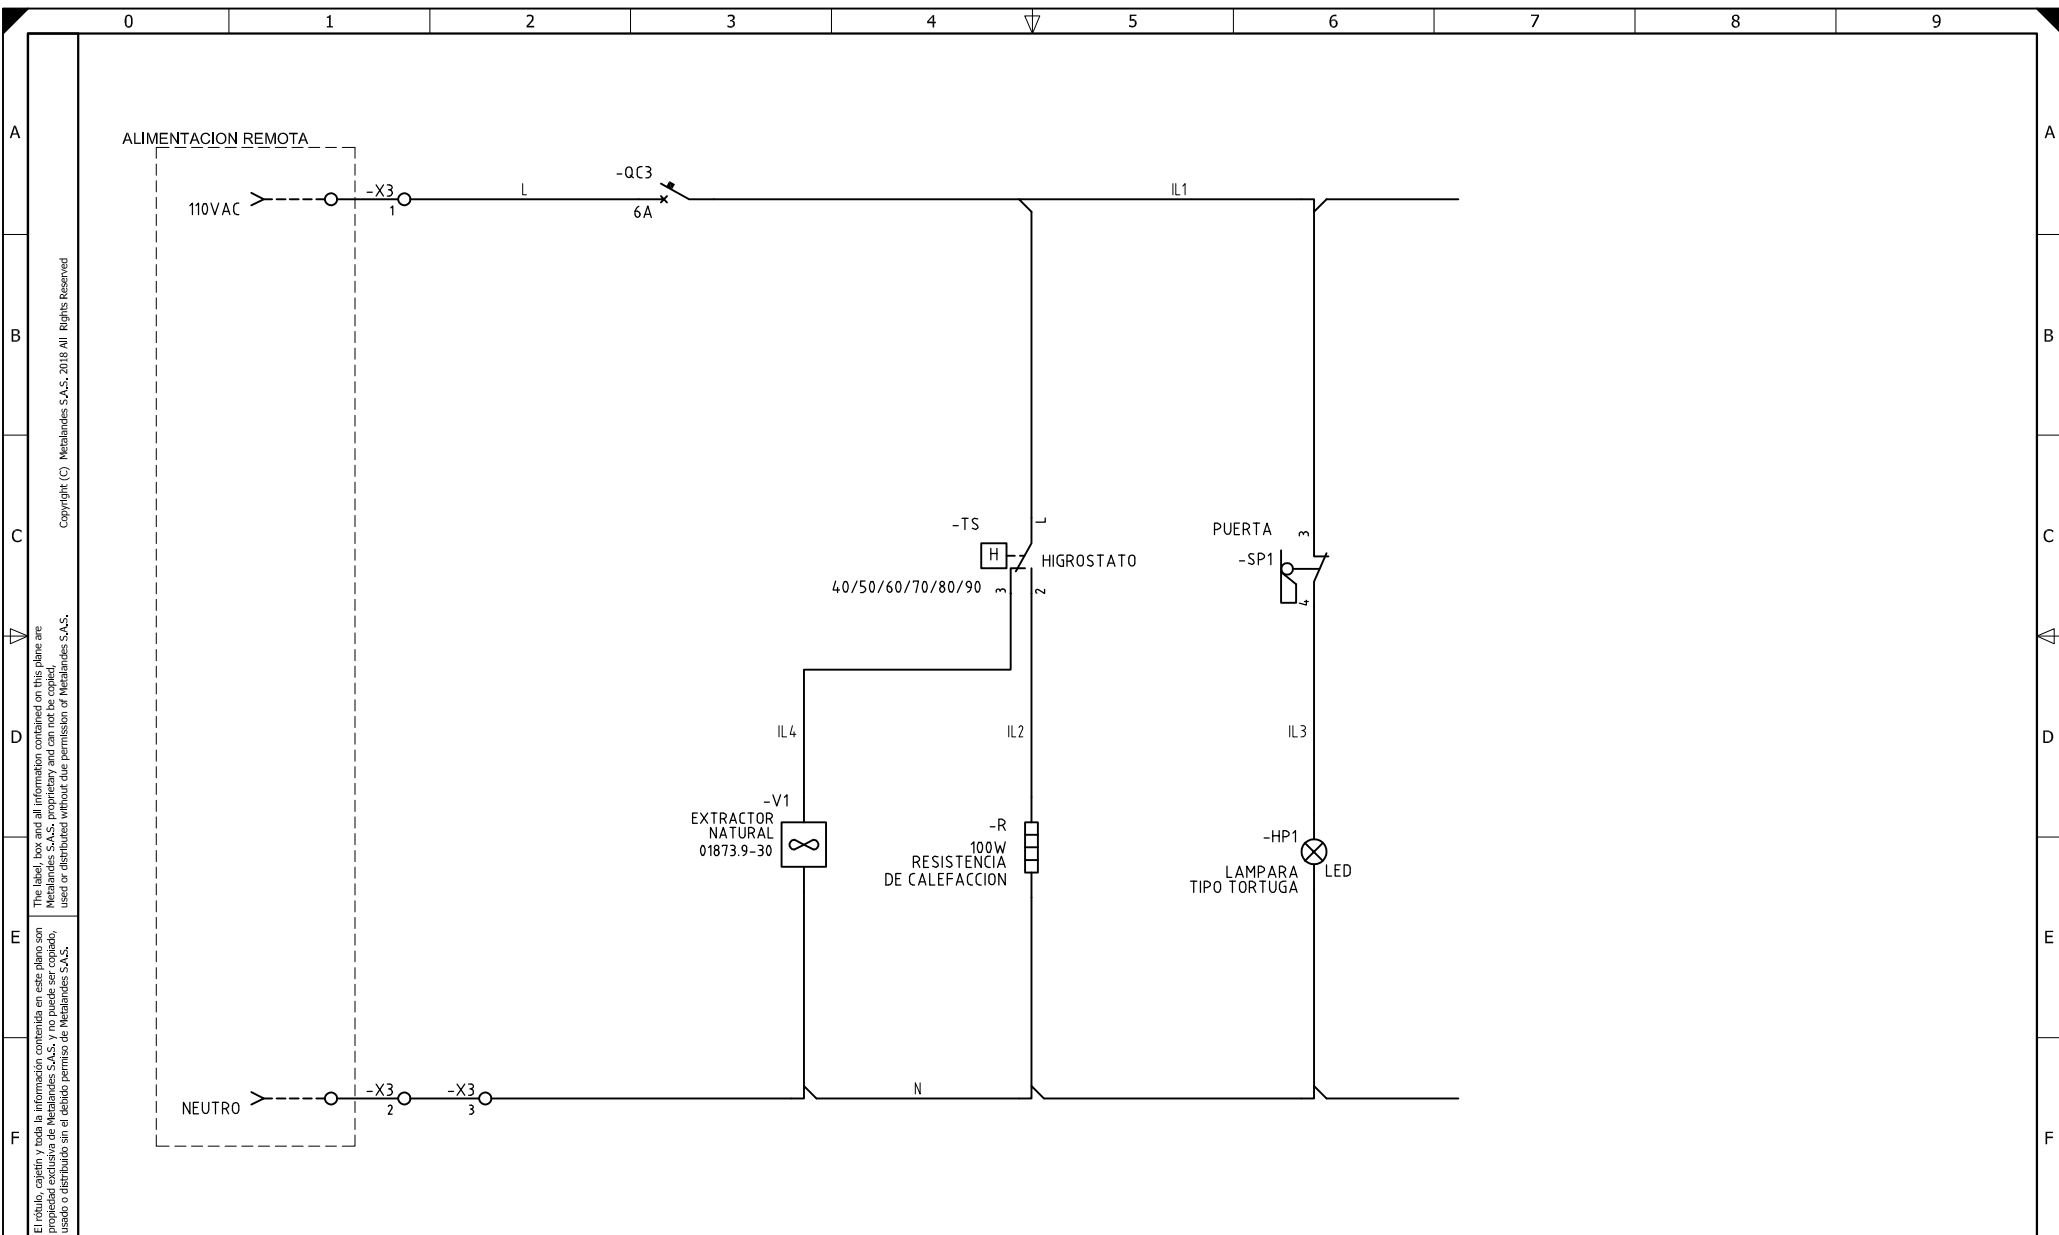 0 1 2 3 4 5 6 7 8 9
A A
ALIMENTACION REMOTA
-QC3
110VAC
-X3
1
L
6A
IL1
B B
Copyright (C) Metalandes S.A.S. 2018 All Rights Reserved
C C
-TS
L
H
HIGROSTATO
40/50/60/70/80/90
3
2
PUERTA
3
-SP1
4
The label, box and all information contained on this plane are
Metalandes S.A.S. proprietary and can not be copied,
used or distributed without due permission of Metalandes S.A.S.
D D
IL4
IL2
IL3
-V1
EXTRACTOR
NATURAL
01873.9-30
-R
100W
RESISTENCIA
DE CALEFACCION
-HP1
LAMPARA
TIPO TORTUGA
LED
E E
El rótulo, cajetín y toda la información contenida en este plano son
propiedad exclusiva de Metalandes S.A.S. y no puede ser copiado,
usado o distribuido sin el debido permiso de Metalandes S.A.S.
NEUTRO
-X3
2
-X3
3
N
F F